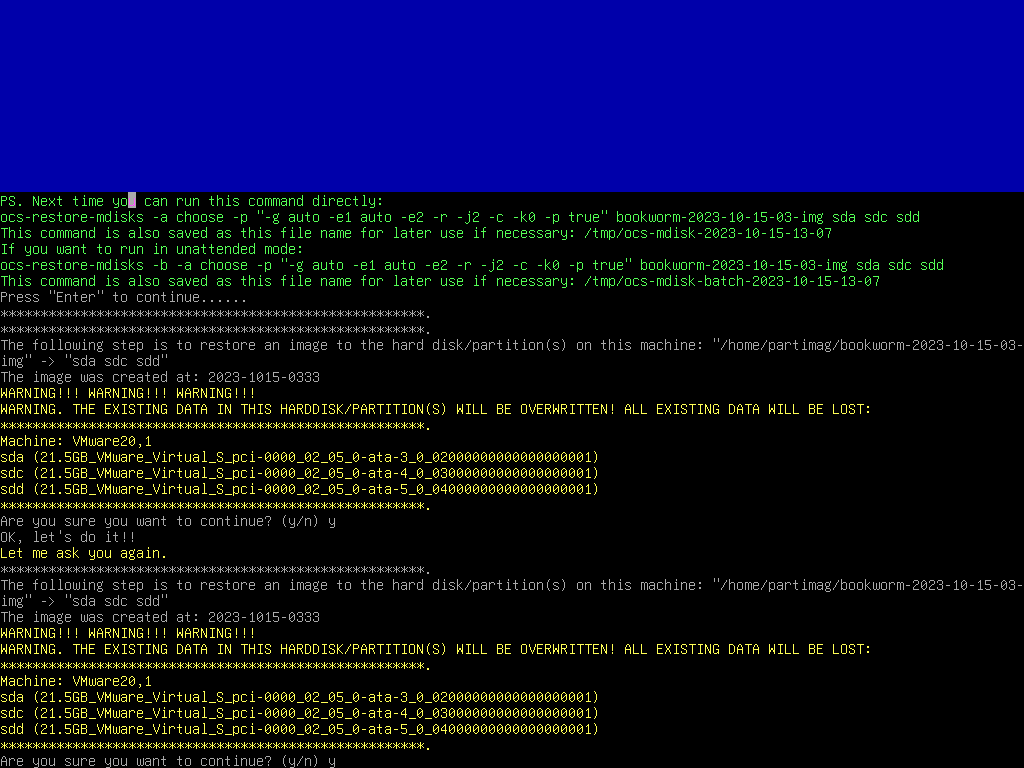 PS. Next time you can run this command directly:
ocs-restore-mdisks -a choose -p "-g auto -e1 auto -e2 -r -j2 -c -k0 -p true" bookworm-2023-10-15-03-img sda sdc sdd
This command is also saved as this file name for later use if necessary: /tmp/ocs-mdisk-2023-10-15-13-07
If you want to run in unattended mode:
ocs-restore-mdisks -b -a choose -p "-g auto -e1 auto -e2 -r -j2 -c -k0 -p true" bookworm-2023-10-15-03-img sda sdc sdd
This command is also saved as this file name for later use if necessary: /tmp/ocs-mdisk-batch-2023-10-15-13-07
Press "Enter" to continue......
*****************************************************.
*****************************************************.
The following step is to restore an image to the hard disk/partition(s) on this machine: "/home/partimag/bookworm-2023-10-15-03-
img" -> "sda sdc sdd"
The image was created at: 2023-1015-0333
WARNING!!! WARNING!!! WARNING!!!
WARNING. THE EXISTING DATA IN THIS HARDDISK/PARTITION(S) WILL BE OVERWRITTEN! ALL EXISTING DATA WILL BE LOST:
*****************************************************.
Machine: VMware20,1
sda (21.5GB_VMware_Virtual_S_pci-0000_02_05_0-ata-3_0_02000000000000000001)
sdc (21.5GB_VMware_Virtual_S_pci-0000_02_05_0-ata-4_0_03000000000000000001)
sdd (21.5GB_VMware_Virtual_S_pci-0000_02_05_0-ata-5_0_04000000000000000001)
*****************************************************.
Are you sure you want to continue? (y/n) y
OK, let's do it!!
Let me ask you again.
*****************************************************.
The following step is to restore an image to the hard disk/partition(s) on this machine: "/home/partimag/bookworm-2023-10-15-03-
img" -> "sda sdc sdd"
The image was created at: 2023-1015-0333
WARNING!!! WARNING!!! WARNING!!!
WARNING. THE EXISTING DATA IN THIS HARDDISK/PARTITION(S) WILL BE OVERWRITTEN! ALL EXISTING DATA WILL BE LOST:
*****************************************************.
Machine: VMware20,1
sda (21.5GB_VMware_Virtual_S_pci-0000_02_05_0-ata-3_0_02000000000000000001)
sdc (21.5GB_VMware_Virtual_S_pci-0000_02_05_0-ata-4_0_03000000000000000001)
sdd (21.5GB_VMware_Virtual_S_pci-0000_02_05_0-ata-5_0_04000000000000000001)
*****************************************************.
Are you sure you want to continue? (y/n) y